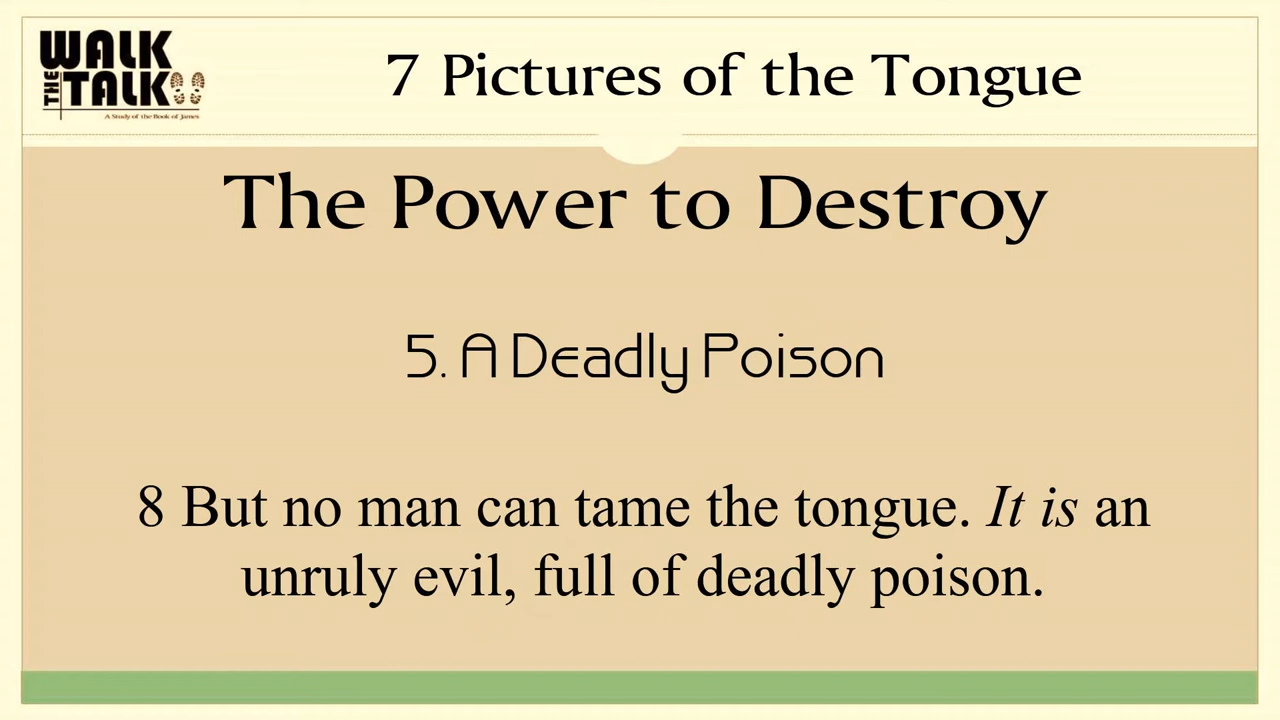 WALK
THE TALK
A Study of the Book of James
7 Pictures of the Tongue
The Power to Destroy
5. A Deadly Poison
8 But no man can tame the tongue. It is an
unruly evil, full of deadly poison.